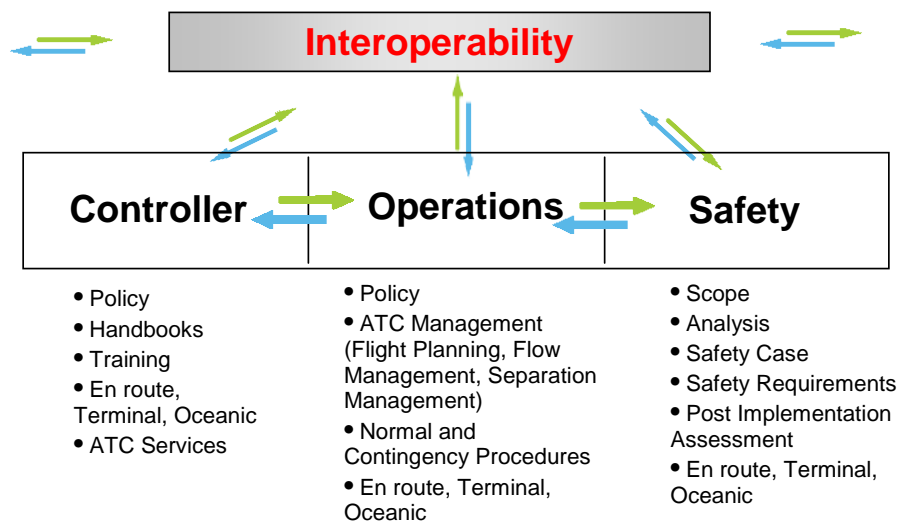 Interoperability
Controller
Operations
Safety
• Policy
• Handbooks
• Training
• En route,
Terminal, Oceanic
• ATC Services
• Policy
• ATC Management
(Flight Planning, Flow
Management, Separation
Management)
• Normal and
Contingency Procedures
• En route, Terminal,
Oceanic
• Scope
• Analysis
• Safety Case
• Safety Requirements
• Post Implementation
Assessment
• En route, Terminal,
Oceanic